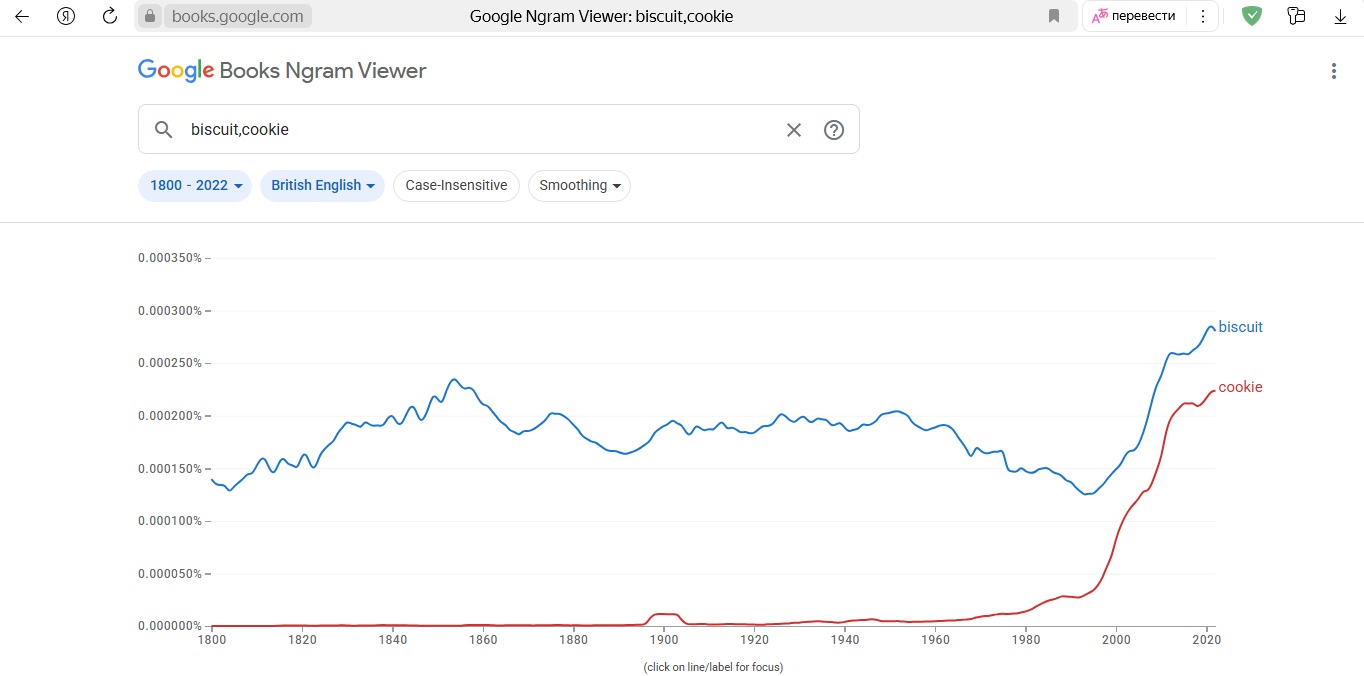 books.google.com Google Ngram Viewer: biscuit,cookie перевести
Google Books Ngram Viewer
biscuit,cookie
1800 - 2022 British English Case-Insensitive Smoothing
0.000350%
0.000300%
biscuit
0.000250%
cookie
0.000200%
0.000150%
0.000100%
0.000050%
0.000000%
1800 1820 1840 1860 1880 1900 1920 1940 1960 1980 2000 2020
(click on line/label for focus)